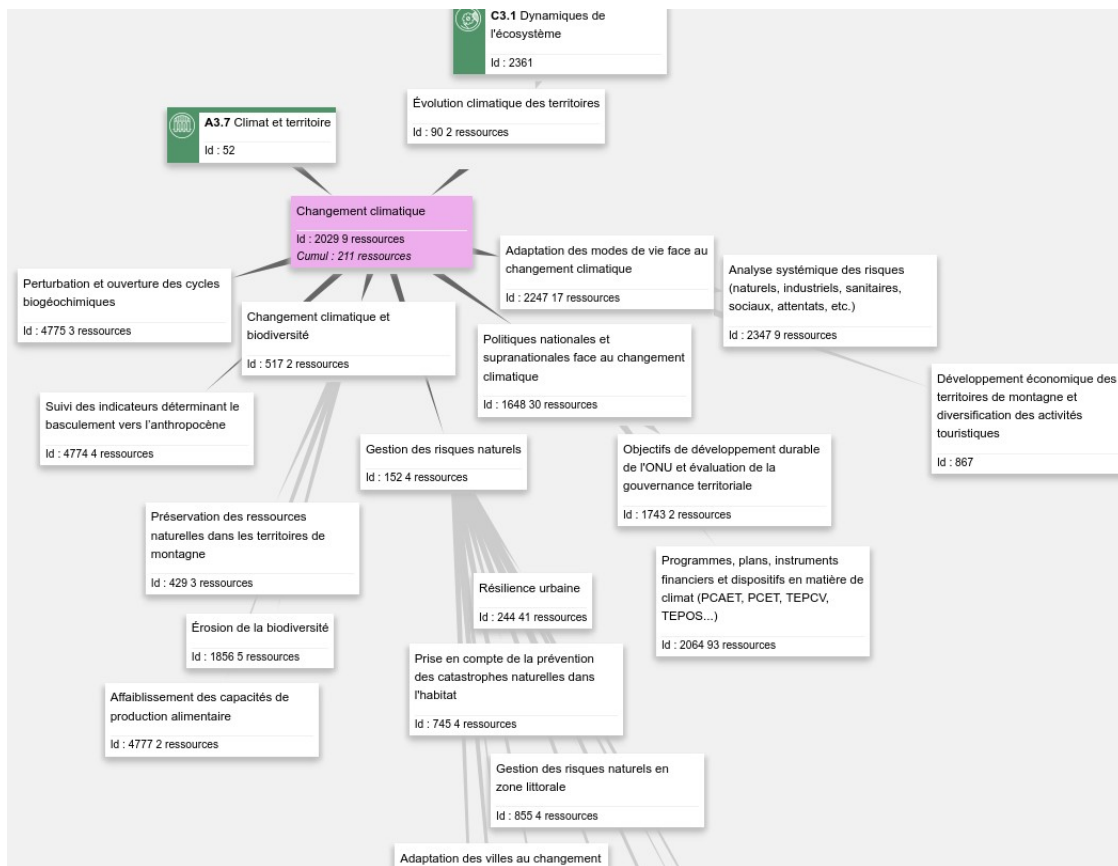 C3.1 Dynamiques de
l'écosystème
Id : 2361
Évolution climatique des territoires
Id : 90 2 ressources
A3.7 Climat et territoire
Id : 52
Changement climatique
Id : 2029 9 ressources
Cumul : 211 ressources
Adaptation des modes de vie face au
changement climatique
Id : 2247 17 ressources
Analyse systémique des risques
(naturels, industriels, sanitaires,
sociaux, attentats, etc.)
Id : 2347 9 ressources
Perturbation et ouverture des cycles
biogéochimiques
Id : 4775 3 ressources
Changement climatique et
biodiversité
Id : 517 2 ressources
Politiques nationales et
supranationales face au changement
climatique
Id : 1648 30 ressources
Développement économique des
territoires de montagne et
diversification des activités
touristiques
Id : 867
Suivi des indicateurs déterminant le
basculement vers l'anthropocène
Id : 4774 4 ressources
Gestion des risques naturels
Id : 152 4 ressources
Objectifs de développement durable
de l'ONU et évaluation de la
gouvernance territoriale
Id : 1743 2 ressources
Préservation des ressources
naturelles dans les territoires de
montagne
Id : 429 3 ressources
Programmes, plans, instruments
financiers et dispositifs en matière de
climat (PCAET, PCET, TEPCV,
TEPOS...)
Id : 2064 93 ressources
Résilience urbaine
Id : 244 41 ressources
Érosion de la biodiversité
Id : 1856 5 ressources
Prise en compte de la prévention
des catastrophes naturelles dans
l'habitat
Id : 745 4 ressources
Affaiblissement des capacités de
production alimentaire
Id : 4777 2 ressources
Gestion des risques naturels en
zone littorale
Id : 855 4 ressources
Adaptation des villes au changement